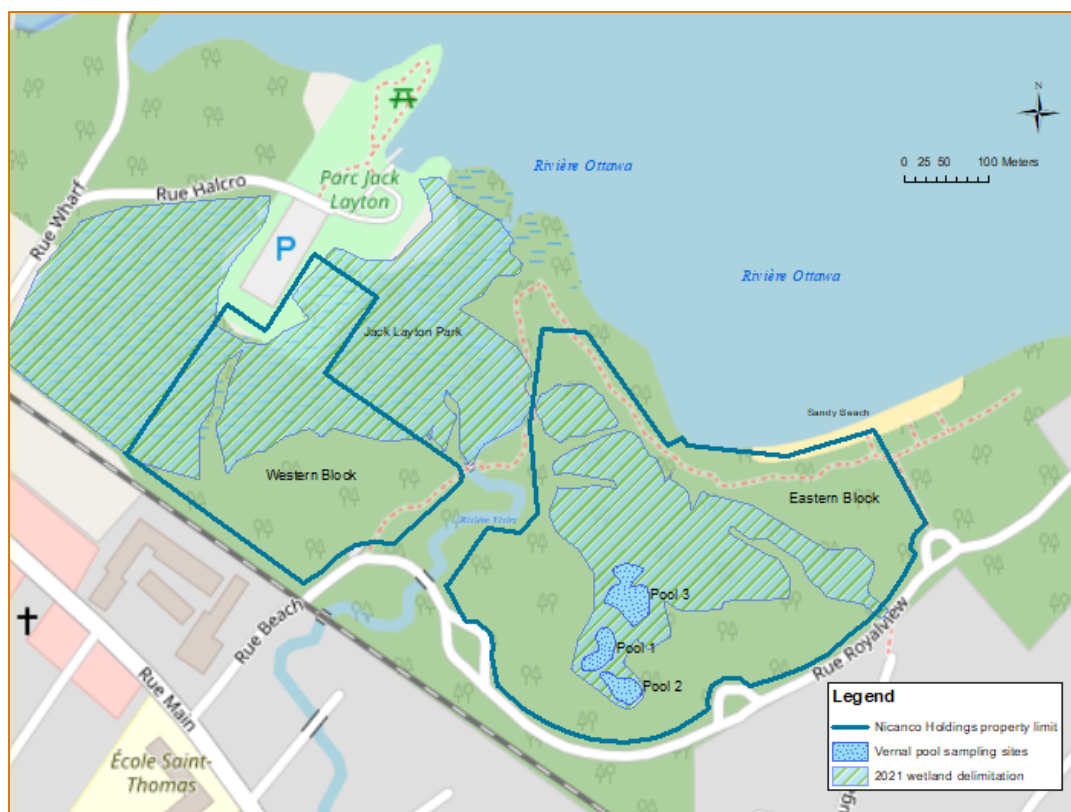 N
0 25 50 100 Meters
Rivière Ottawa
Parc Jack
Layton
Rue Halcro
Rue Wharf
P
Rivière Ottawa
Jack Layton Park
Sandy Beach
Western Block
Eastern Block
Rivière Viviry
Pool 3
Rue Beach
Pool 1
Rue Royalview
Pool 2
Rue Main
École Saint-
Thomas
Legend
Nicanco Holdings property limit
Vernal pool sampling sites
2021 wetland delimitation